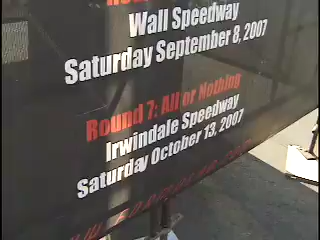 Wall Speedway
Saturday September 8, 2007
Round 7: All or Nothing
Irwindale Speedway
Saturday October 13, 2007